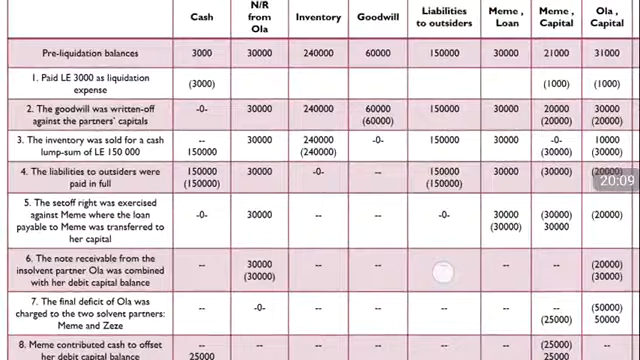 Cash N/R from Ola Inventory Goodwill Liabilities to outsiders Meme , Loan Meme , Capital Ola , Capital
Pre-liquidation balances 3000 30000 240000 60000 150000 30000 21000 31000
1. Paid LE 3000 as liquidation
expense (3000) (1000) (1000)
2. The goodwill was written-off -0- 30000 240000 60000 150000 30000 20000 30000
against the partners' capitals (60000) (20000) (20000)
3. The inventory was sold for a cash -- 30000 240000 -0- 150000 30000 -0- 10000
lump-sum of LE 150 000 150000 (240000) (30000) (30000)
4. The liabilities to outsiders were 150000 30000 -0- -- 150000 30000 (30000) (20000)
paid in full (150000) (150000)
20:09
5. The setoff right was exercised
against Meme where the loan -0- 30000 -- -- -0- 30000 (30000) (20000)
payable to Meme was transferred to (30000) 30000
her capital
6. The note receivable from the
insolvent partner Ola was combined -- 30000 -- -- -- -- -- (20000)
with her debit capital balance (30000) (30000)
7. The final deficit of Ola was
charged to the two solvent partners: -- -0- -- -- -- -- -- (50000)
Meme and Zeze (25000) 50000
8. Meme contributed cash to offset -- -- -- -- -- -- (25000) --
her debit capital balance 25000 25000